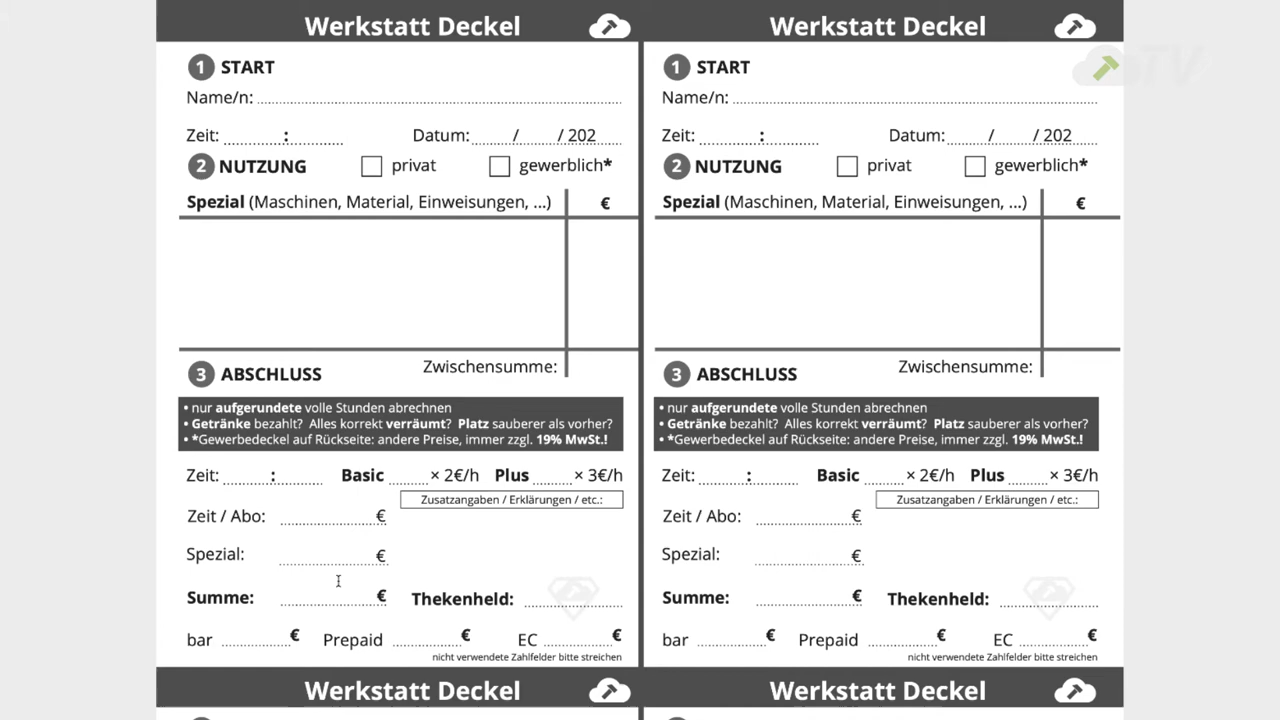 Werkstatt Deckel
1 START
Name/n:
Zeit: : Datum: / / 202
2 NUTZUNG privat gewerblich*
Spezial (Maschinen, Material, Einweisungen, ...) €
Zwischensumme:
3 ABSCHLUSS
• nur aufgerundete volle Stunden abrechnen
• Getränke bezahlt? Alles korrekt verräumt? Platz sauberer als vorher?
• *Gewerbedeckel auf Rückseite: andere Preise, immer zzgl. 19% MwSt.!
Zeit: : Basic × 2€/h Plus × 3€/h
Zusatzangaben / Erklärungen / etc.:
Zeit / Abo: €
Spezial: €
Summe: € Thekenheld:
bar € Prepaid € EC €
nicht verwendete Zahlfelder bitte streichen
Werkstatt Deckel
Werkstatt Deckel
TV
1 START
Name/n:
Zeit: : Datum: / / 202
2 NUTZUNG privat gewerblich*
Spezial (Maschinen, Material, Einweisungen, ...) €
Zwischensumme:
3 ABSCHLUSS
• nur aufgerundete volle Stunden abrechnen
• Getränke bezahlt? Alles korrekt verräumt? Platz sauberer als vorher?
• *Gewerbedeckel auf Rückseite: andere Preise, immer zzgl. 19% MwSt.!
Zeit: : Basic × 2€/h Plus × 3€/h
Zusatzangaben / Erklärungen / etc.:
Zeit / Abo: €
Spezial: €
Summe: € Thekenheld:
bar € Prepaid € EC €
nicht verwendete Zahlfelder bitte streichen
Werkstatt Deckel